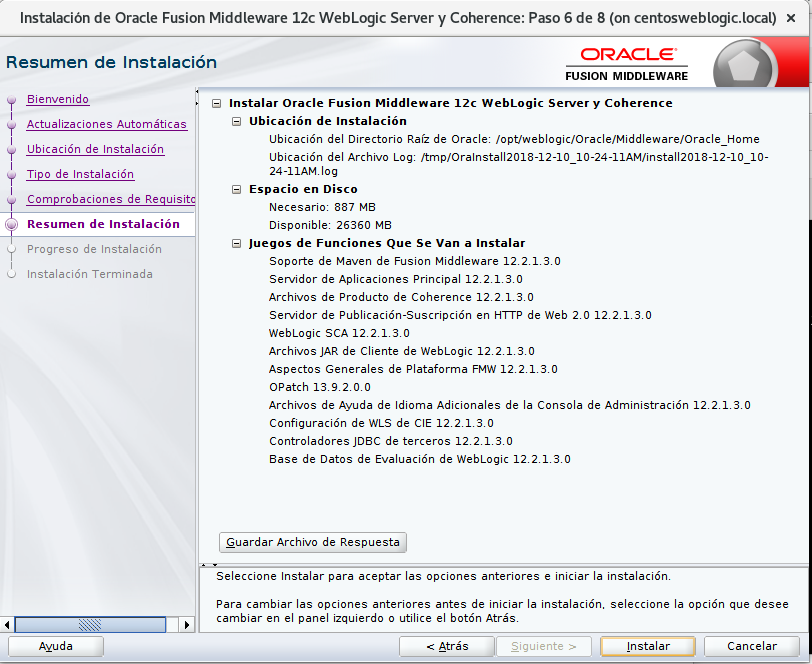 Instalación de Oracle Fusion Middleware 12c WebLogic Server y Coherence: Paso 6 de 8 (on centosweblogic.local) ×
Resumen de Instalación
ORACLE®
FUSION MIDDLEWARE
Bienvenido
Actualizaciones Automáticas
Ubicación de Instalación
Tipo de Instalación
Comprobaciones de Requisito
Resumen de Instalación
Progreso de Instalación
Instalación Terminada
Instalar Oracle Fusion Middleware 12c WebLogic Server y Coherence
Ubicación de Instalación
Ubicación del Directorio Raíz de Oracle: /opt/weblogic/Oracle/Middleware/Oracle_Home
Ubicación del Archivo Log: /tmp/OraInstall2018-12-10_10-24-11AM/install2018-12-10_10-
24-11AM.log
Espacio en Disco
Necesario: 887 MB
Disponible: 26360 MB
Juegos de Funciones Que Se Van a Instalar
Soporte de Maven de Fusion Middleware 12.2.1.3.0
Servidor de Aplicaciones Principal 12.2.1.3.0
Archivos de Producto de Coherence 12.2.1.3.0
Servidor de Publicación-Suscripción en HTTP de Web 2.0 12.2.1.3.0
WebLogic SCA 12.2.1.3.0
Archivos JAR de Cliente de WebLogic 12.2.1.3.0
Aspectos Generales de Plataforma FMW 12.2.1.3.0
OPatch 13.9.2.0.0
Archivos de Ayuda de Idioma Adicionales de la Consola de Administración 12.2.1.3.0
Configuración de WLS de CIE 12.2.1.3.0
Controladores JDBC de terceros 12.2.1.3.0
Base de Datos de Evaluación de WebLogic 12.2.1.3.0
Guardar Archivo de Respuesta
Seleccione Instalar para aceptar las opciones anteriores e iniciar la instalación.
Para cambiar las opciones anteriores antes de iniciar la instalación, seleccione la opción que desee
cambiar en el panel izquierdo o utilice el botón Atrás.
Ayuda
< Atrás
Siguiente >
Instalar
Cancelar